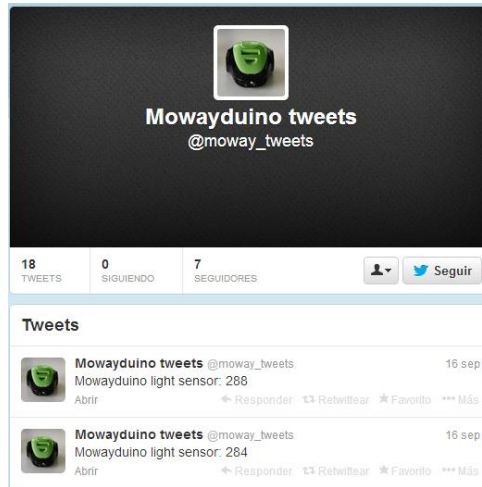 Mowayduino tweets
@moway_tweets
18 0 7
TWEETS SIGUIENDO SEGUIDORES
Seguir
Tweets
Mowayduino tweets @moway_tweets 16 sep
Mowayduino light sensor: 288
Abrir Responder Retwittear Favorito ••• Más
Mowayduino tweets @moway_tweets 16 sep
Mowayduino light sensor: 284
Abrir Responder Retwittear Favorito ••• Más